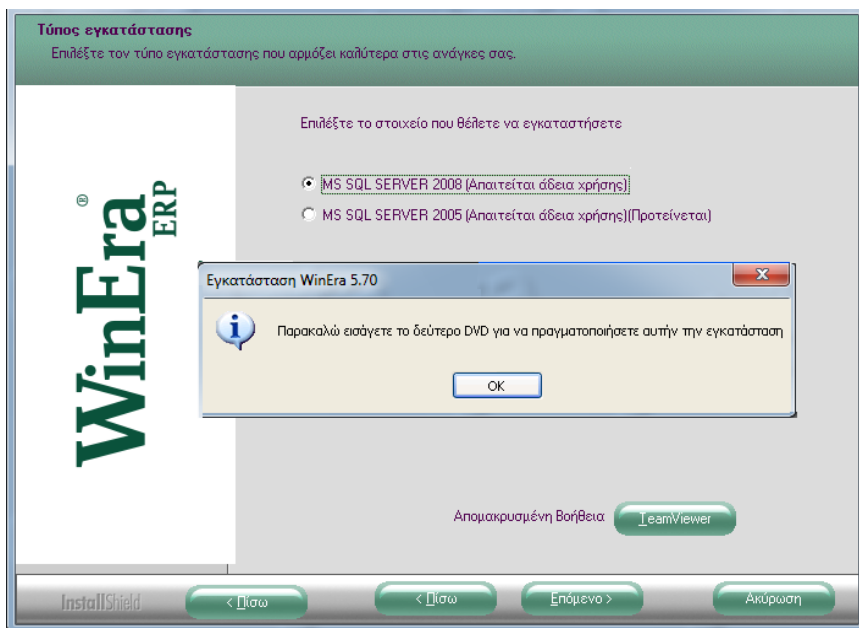 Τύπος εγκατάστασης
Επιλέξτε τον τύπο εγκατάστασης που αρμόζει καλύτερα στις ανάγκες σας.
Επιλέξτε το στοιχείο που θέλετε να εγκαταστήσετε
MS SQL SERVER 2008 (Απαιτείται άδεια χρήσης)
MS SQL SERVER 2005 (Απαιτείται άδεια χρήσης)(Προτείνεται)
WinEra® ERP
Εγκατάσταση WinEra 5.70
Παρακαλώ εισάγετε το δεύτερο DVD για να πραγματοποιήσετε αυτήν την εγκατάσταση
OK
Απομακρυσμένη Βοήθεια TeamViewer
InstallShield < Πίσω < Πίσω Επόμενο > Ακύρωση